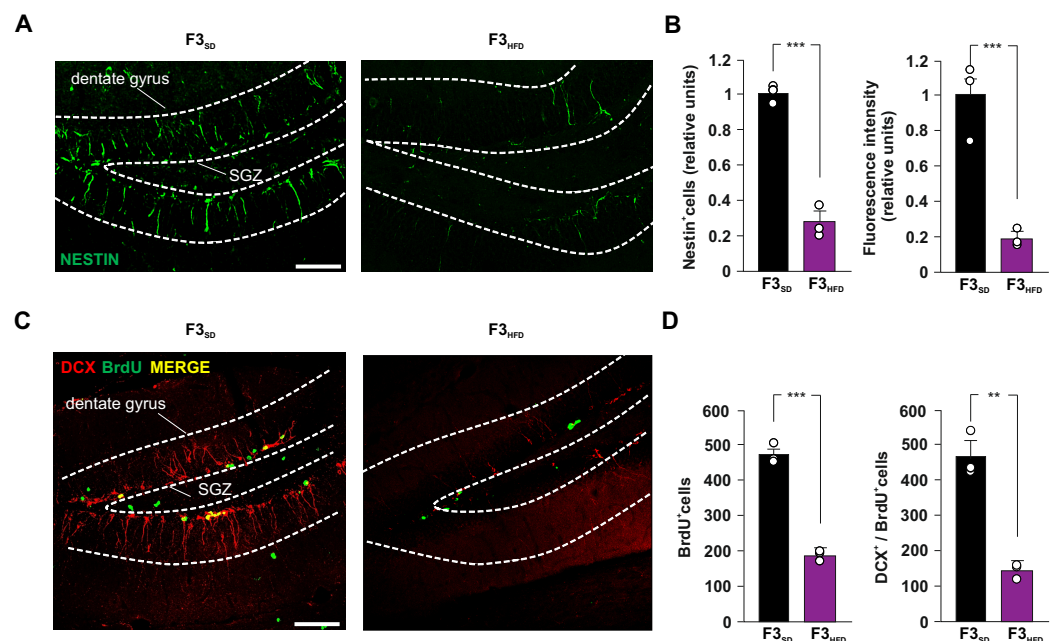 A
F3SD
F3HFD
dentate gyrus
SGZ
NESTIN
B
***
***
Nestin+cells (relative units)
1.2
1
0.8
0.6
0.4
0.2
0
F3SD
F3HFD
Fluorescence intensity
(relative units)
1.2
1
0.8
0.6
0.4
0.2
0
F3SD
F3HFD
C
F3SD
F3HFD
DCX BrdU MERGE
dentate gyrus
SGZ
D
***
**
BrdU+cells
600
500
400
300
200
100
0
F3SD
F3HFD
DCX+ / BrdU+cells
600
500
400
300
200
100
0
F3SD
F3HFD